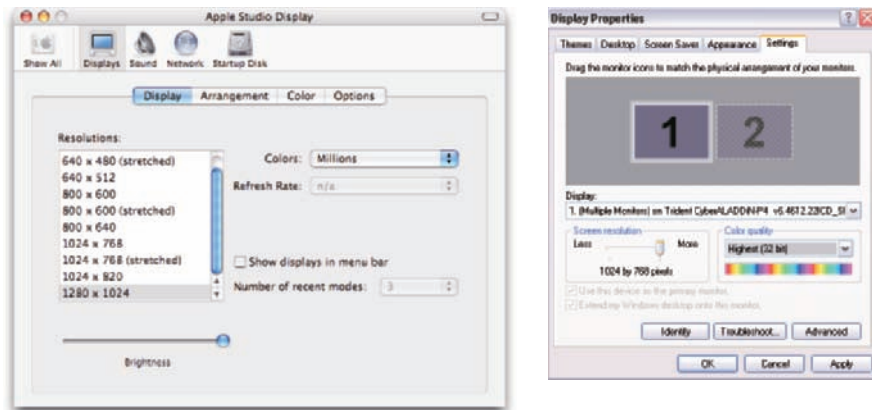 Apple Studio Display
Show All Displays Sound Network Startup Disk
Display Arrangement Color Options
Resolutions:
640 x 480 (stretched)
640 x 512
800 x 600
800 x 600 (stretched)
800 x 640
1024 x 768
1024 x 768 (stretched)
1024 x 820
1280 x 1024
Colors: Millions
Refresh Rate: n/a
Show displays in menu bar
Number of recent modes: 3
Brightness
Display Properties
Themes Desktop Screen Saver Appearance Settings
Drag the monitor icons to match the physical arrangement of your monitors.
1 2
Display:
1. (Multiple Monitors) on Trident CyberALADDIN-P4
Screen resolution
Less More
1024 by 768 pixels
Color quality
Highest (32 bit)
Use this device as the primary monitor.
Extend my Windows desktop onto this monitor.
Identify Troubleshoot... Advanced
OK Cancel Apply